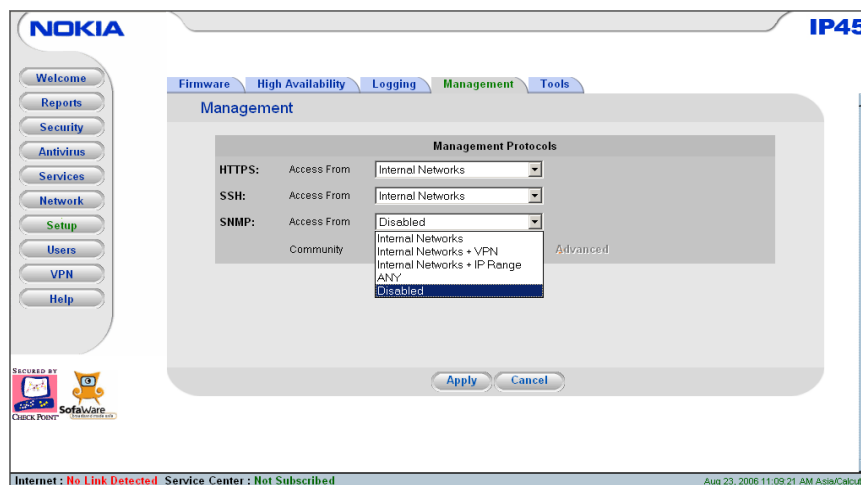 NOKIA
IP45
Welcome
Reports
Security
Antivirus
Services
Network
Setup
Users
VPN
Help
Firmware High Availability Logging Management Tools
Management
Management Protocols
HTTPS: Access From Internal Networks
SSH: Access From Internal Networks
SNMP: Access From Disabled
Internal Networks
Internal Networks + VPN
Internal Networks + IP Range
ANY
Disabled
Community Advanced
Apply Cancel
SECURED BY
CHECK POINT
SofaWare
Internet : No Link Detected Service Center : Not Subscribed
Aug 23, 2006 11:09:21 AM Asia/Calcut